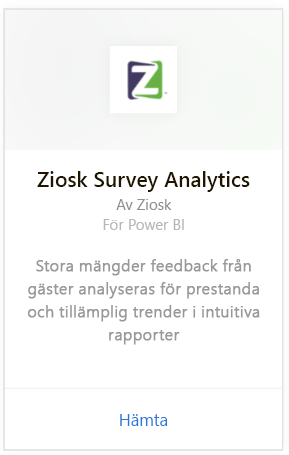 Z
Ziosk Survey Analytics
Av Ziosk
För Power BI
Stora mängder feedback från
gäster analyseras för prestanda
och tillämplig trender i intuitiva
rapporter
Hämta